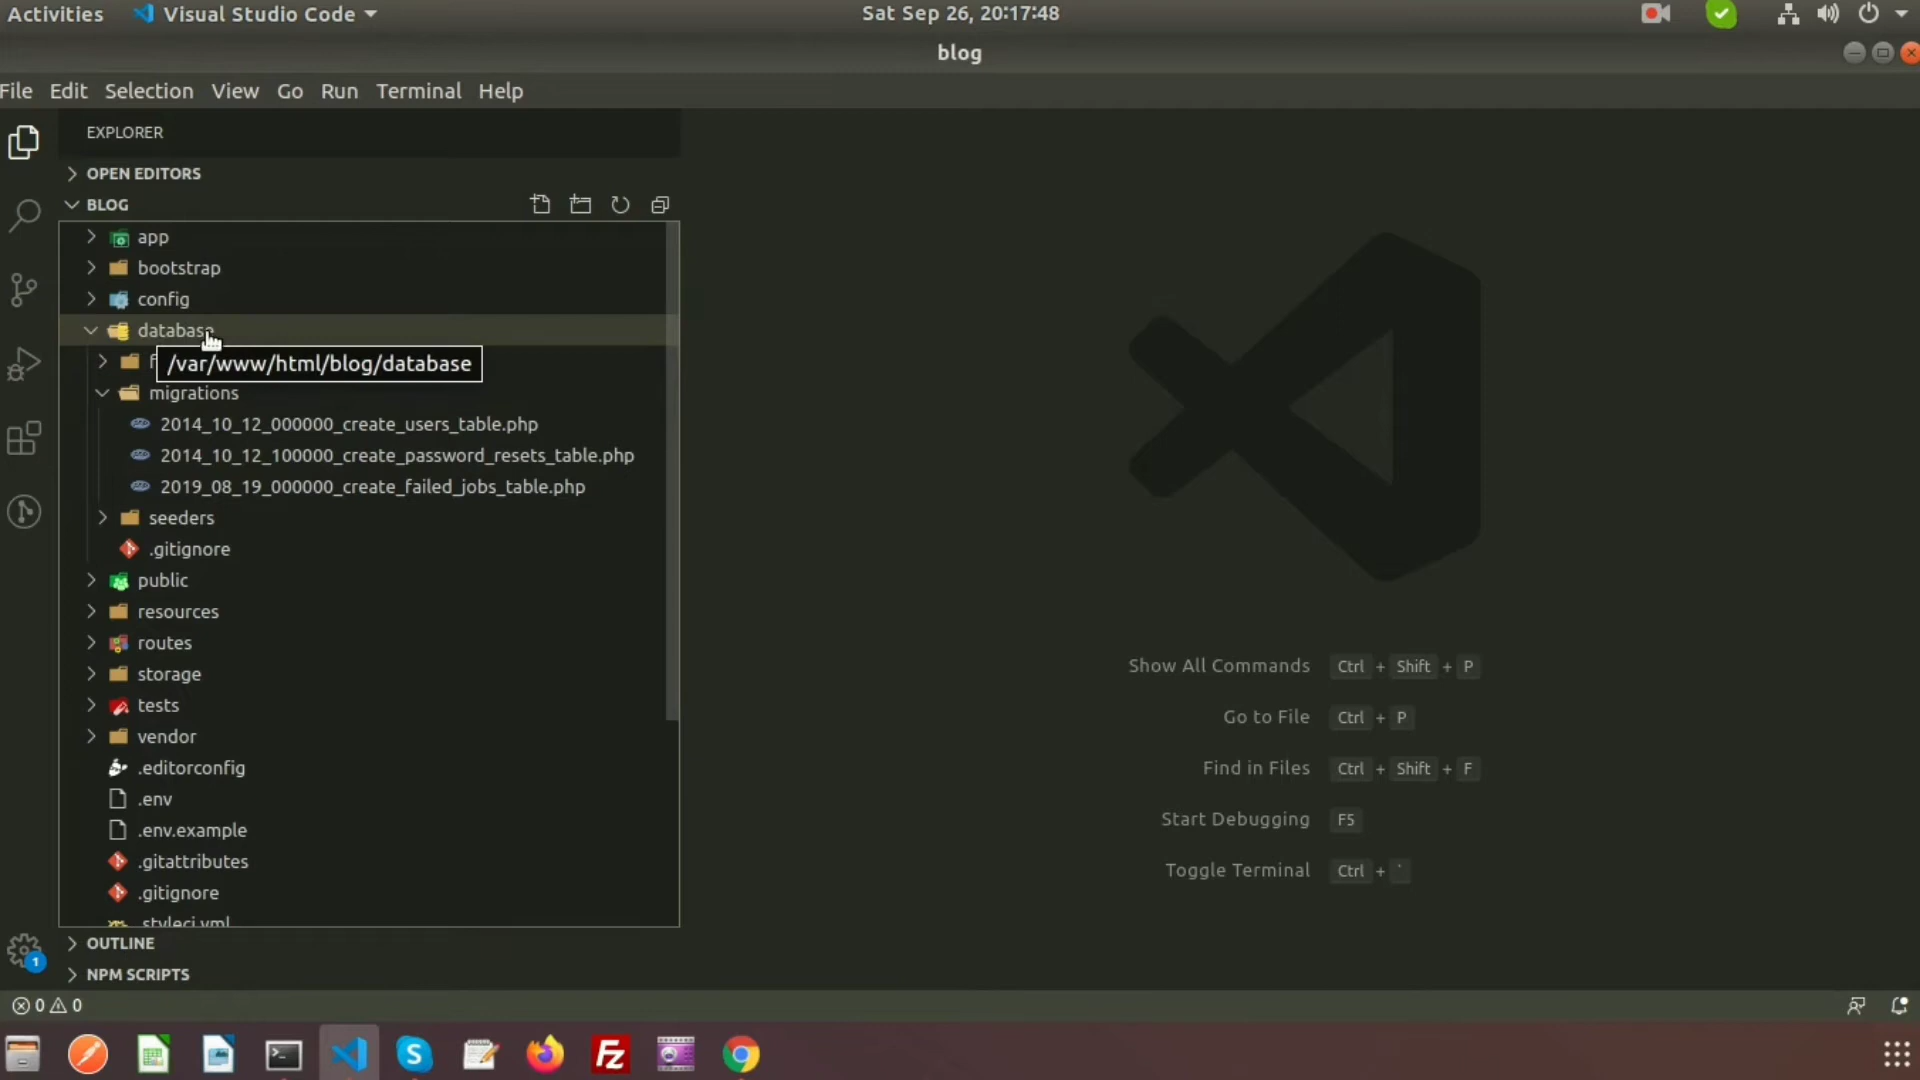 Activities Visual Studio Code Sat Sep 26, 20:17:48
blog
File Edit Selection View Go Run Terminal Help
EXPLORER
OPEN EDITORS
BLOG
app
bootstrap
config
database
/var/www/html/blog/database
migrations
2014_10_12_000000_create_users_table.php
2014_10_12_100000_create_password_resets_table.php
2019_08_19_000000_create_failed_jobs_table.php
seeders
.gitignore
public
resources
routes
storage
tests
vendor
.editorconfig
.env
.env.example
.gitattributes
.gitignore
.styleci.yml
OUTLINE
NPM SCRIPTS
Show All Commands Ctrl + Shift + P
Go to File Ctrl + P
Find in Files Ctrl + Shift + F
Start Debugging F5
Toggle Terminal Ctrl + `
1
0 0
S
Fz